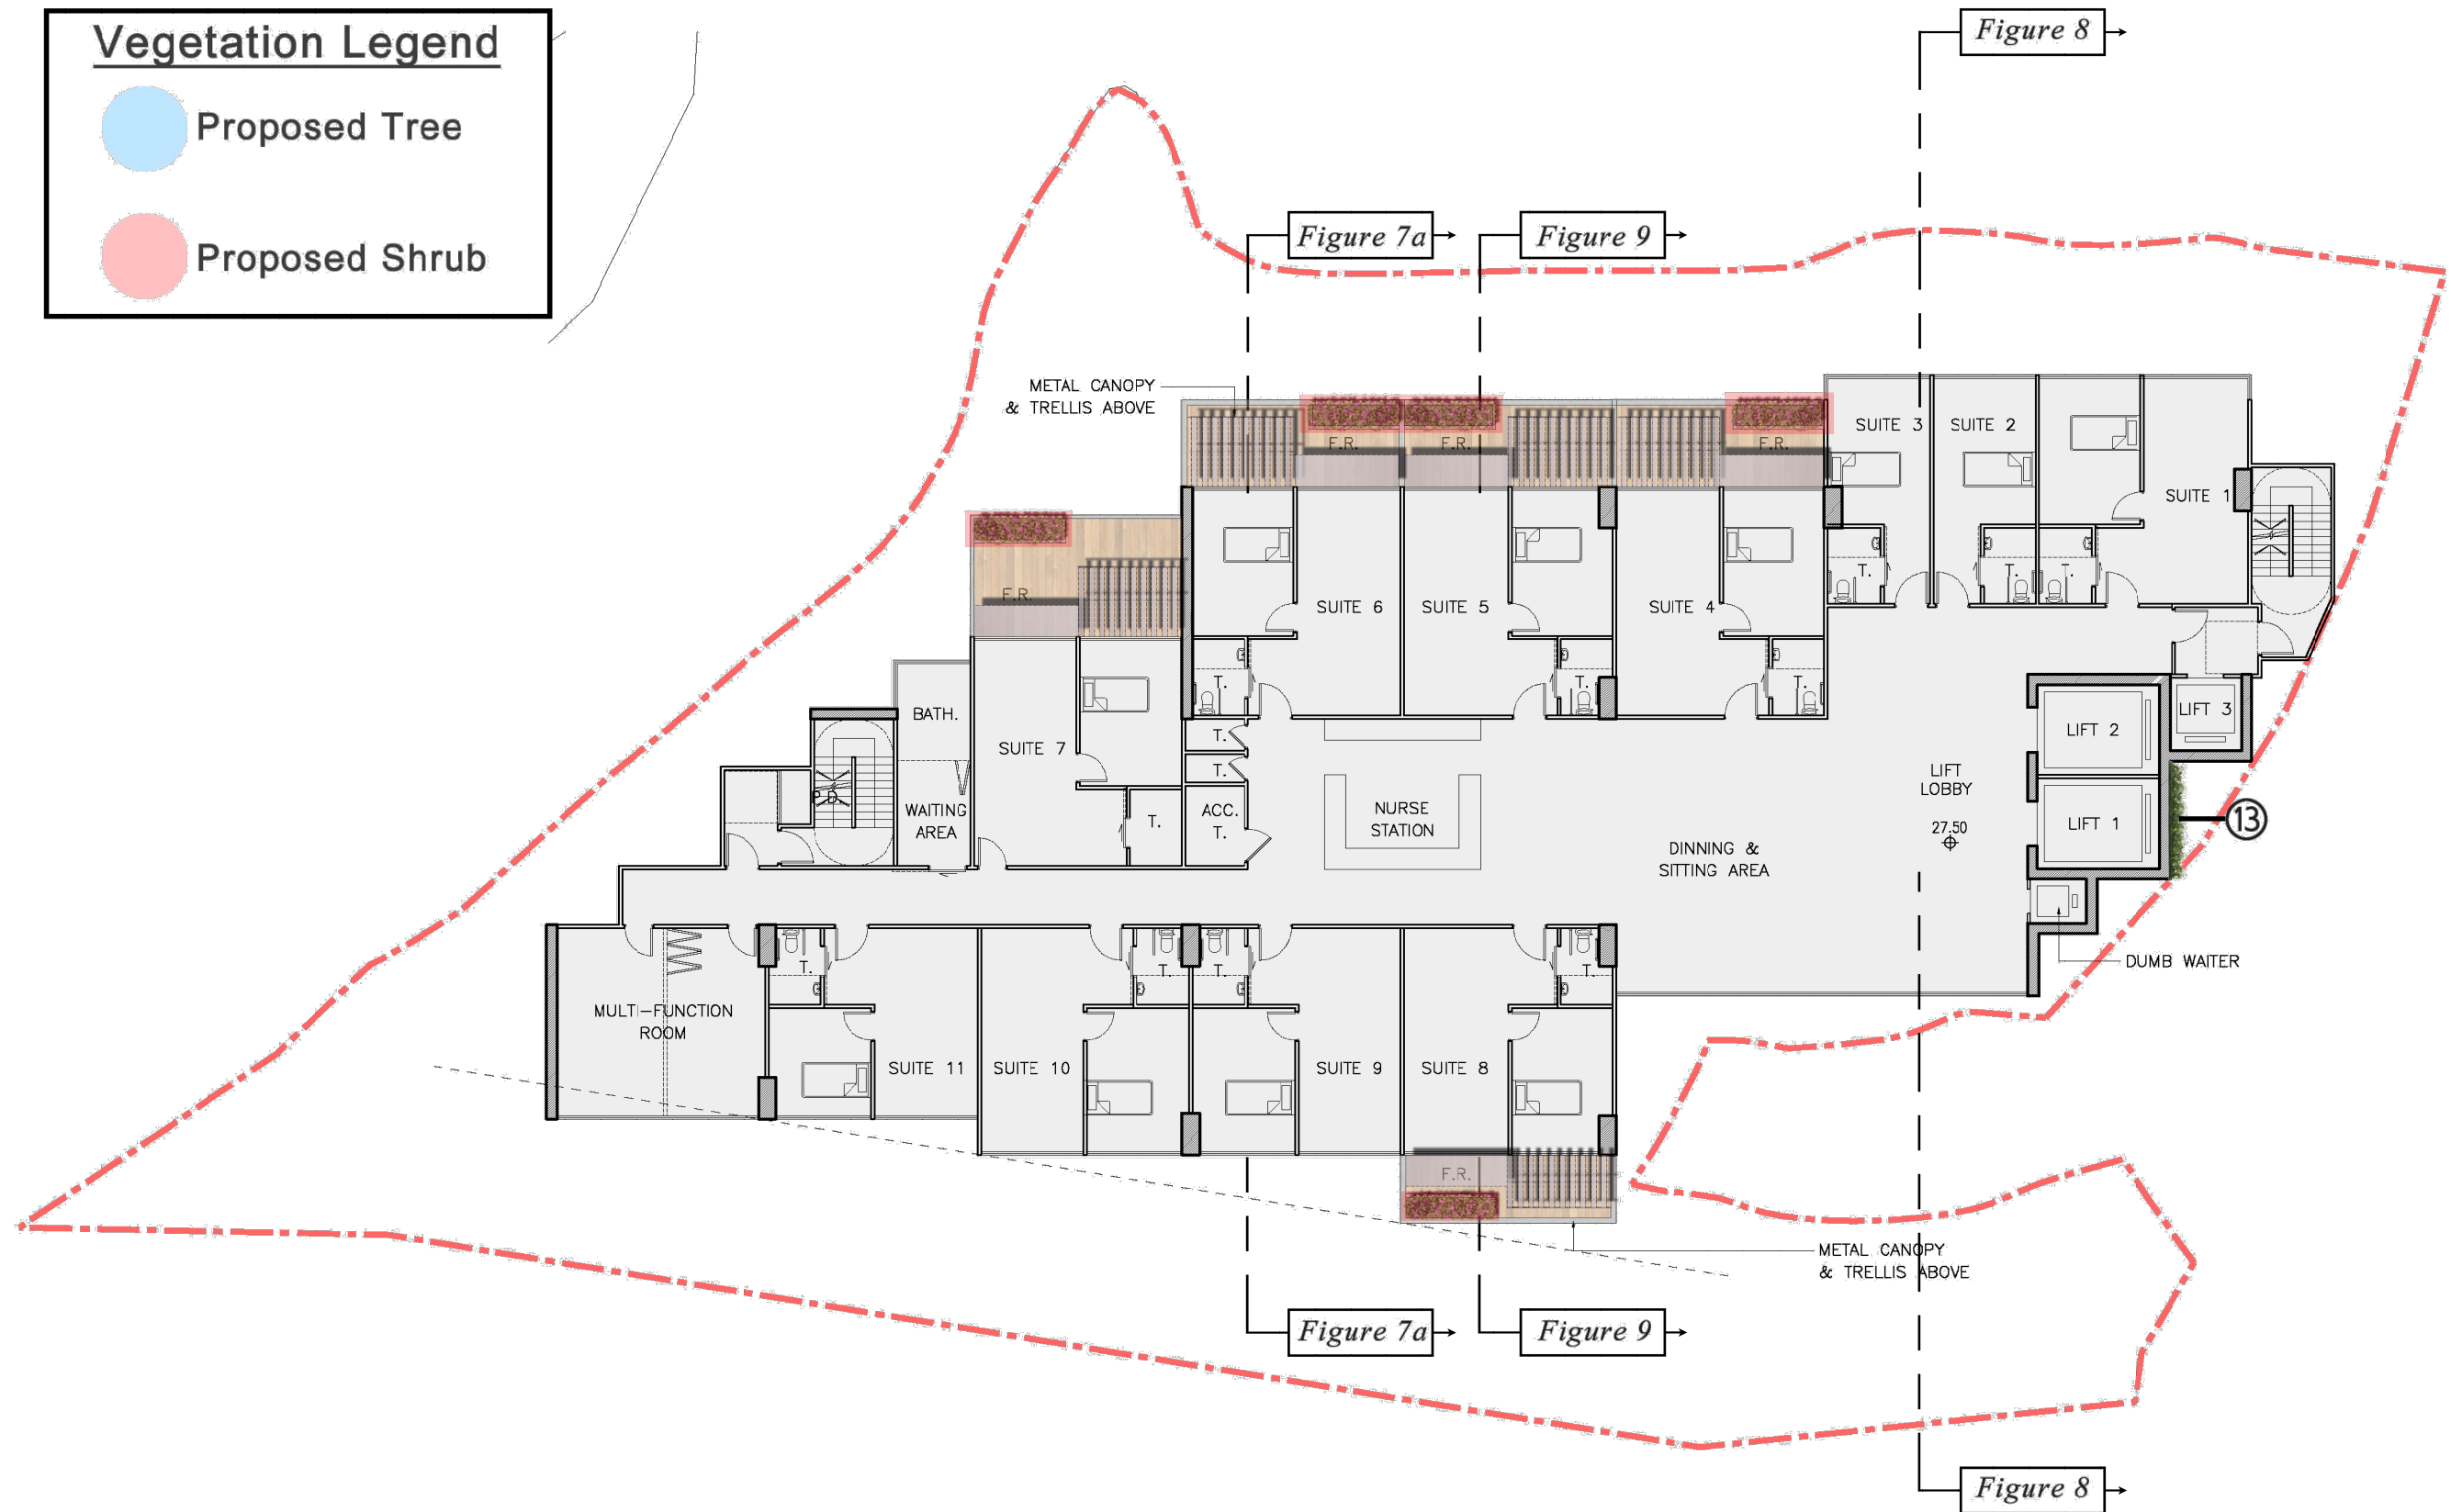 Vegetation Legend
Proposed Tree
Proposed Shrub
Figure 8
Figure 7a
Figure 9
METAL CANOPY
& TRELLIS ABOVE
F.R.
F.R.
F.R.
SUITE 3
SUITE 2
SUITE 1
F.R.
T.
T.
T.
SUITE 6
SUITE 5
SUITE 4
T.
T.
T.
BATH.
SUITE 7
T.
T.
LIFT 2
LIFT 3
LIFT
LOBBY
27.50
P.D.
WAITING
AREA
T.
ACC.
T.
NURSE
STATION
LIFT 1
13
DINNING &
SITTING AREA
DUMB WAITER
T.
T.
T.
T.
MULTI-FUNCTION
ROOM
SUITE 11
SUITE 10
SUITE 9
SUITE 8
F.R.
METAL CANOPY
& TRELLIS ABOVE
Figure 7a
Figure 9
Figure 8